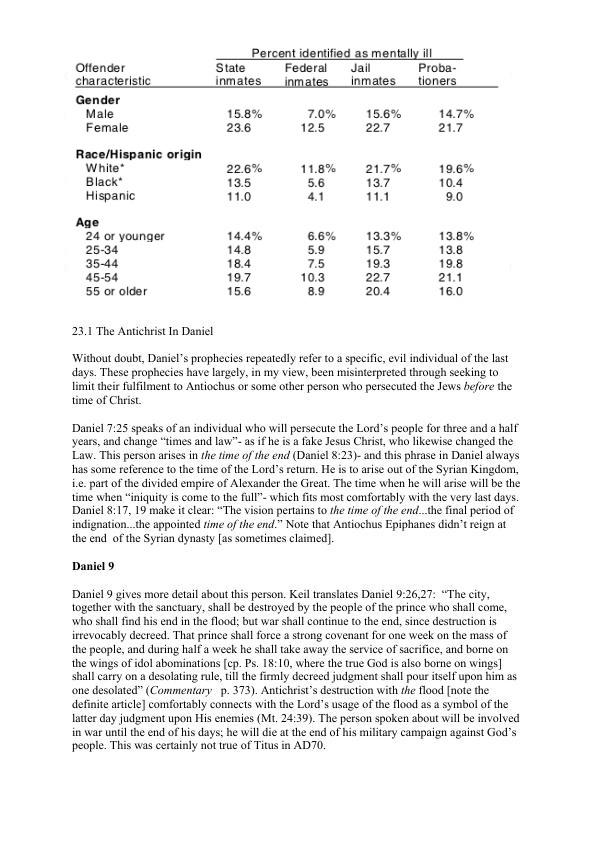 Percent identified as mentally ill
Offender State Federal Jail Proba-
characteristic inmates inmates inmates tioners
Gender
Male 15.8% 7.0% 15.6% 14.7%
Female 23.6 12.5 22.7 21.7
Race/Hispanic origin
White* 22.6% 11.8% 21.7% 19.6%
Black* 13.5 5.6 13.7 10.4
Hispanic 11.0 4.1 11.1 9.0
Age
24 or younger 14.4% 6.6% 13.3% 13.8%
25-34 14.8 5.9 15.7 13.8
35-44 18.4 7.5 19.3 19.8
45-54 19.7 10.3 22.7 21.1
55 or older 15.6 8.9 20.4 16.0
23.1 The Antichrist In Daniel
Without doubt, Daniel’s prophecies repeatedly refer to a specific, evil individual of the last
days. These prophecies have largely, in my view, been misinterpreted through seeking to
limit their fulfilment to Antiochus or some other person who persecuted the Jews before the
time of Christ.
Daniel 7:25 speaks of an individual who will persecute the Lord’s people for three and a half
years, and change “times and law”- as if he is a fake Jesus Christ, who likewise changed the
Law. This person arises in the time of the end (Daniel 8:23)- and this phrase in Daniel always
has some reference to the time of the Lord’s return. He is to arise out of the Syrian Kingdom,
i.e. part of the divided empire of Alexander the Great. The time when he will arise will be the
time when “iniquity is come to the full”- which fits most comfortably with the very last days.
Daniel 8:17, 19 make it clear: “The vision pertains to the time of the end...the final period of
indignation...the appointed time of the end.” Note that Antiochus Epiphanes didn’t reign at
the end of the Syrian dynasty [as sometimes claimed].
Daniel 9
Daniel 9 gives more detail about this person. Keil translates Daniel 9:26,27: “The city,
together with the sanctuary, shall be destroyed by the people of the prince who shall come,
who shall find his end in the flood; but war shall continue to the end, since destruction is
irrevocably decreed. That prince shall force a strong covenant for one week on the mass of
the people, and during half a week he shall take away the service of sacrifice, and borne on
the wings of idol abominations [cp. Ps. 18:10, where the true God is also borne on wings]
shall carry on a desolating rule, till the firmly decreed judgment shall pour itself upon him as
one desolated” (Commentary p. 373). Antichrist’s destruction with the flood [note the
definite article] comfortably connects with the Lord’s usage of the flood as a symbol of the
latter day judgment upon His enemies (Mt. 24:39). The person spoken about will be involved
in war until the end of his days; he will die at the end of his military campaign against God’s
people. This was certainly not true of Titus in AD70.